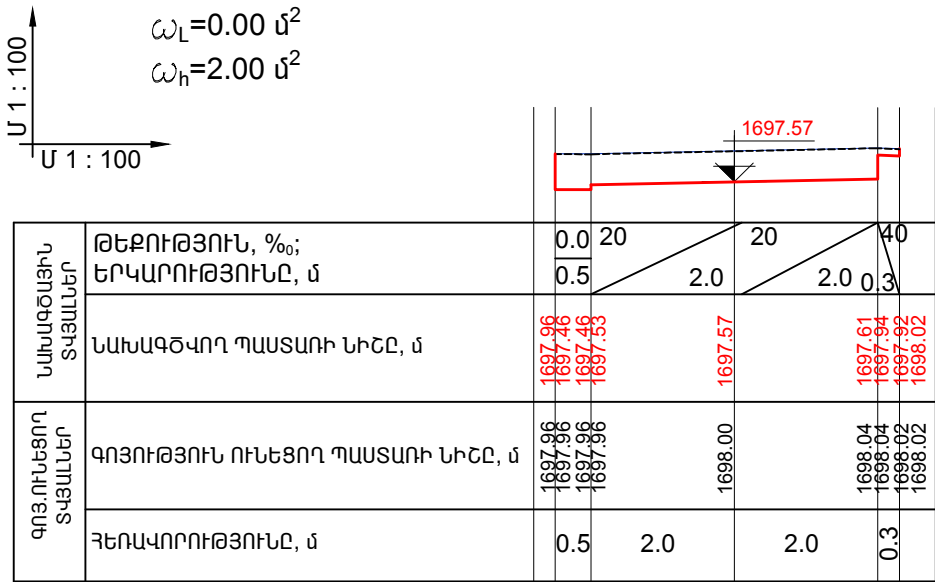 ωL=0.00 մ²
ωh=2.00 մ²
Մ 1 : 100
Մ 1 : 100
1697.57
ՆԱԽԱԳԾԱՅԻՆ ՏՎՅԱԼՆԵՐ
ԹԵՔՈՒԹՅՈՒՆ, %₀;
ԵՐԿԱՐՈՒԹՅՈՒՆԸ, մ
0.0 20 20 40
0.5 2.0 2.0 0.3
ՆԱԽԱԳԾՎՈՂ ՊԱՍՏԱՌԻ ՆԻՇԸ, մ
1697.96 1697.46 1697.46 1697.53 1697.57 1697.61 1697.94 1697.92 1698.02
ԳՈՅ.ՈՒՆԵՑՈՂ ՏՎՅԱԼՆԵՐ
ԳՈՅՈՒԹՅՈՒՆ ՈՒՆԵՑՈՂ ՊԱՍՏԱՌԻ ՆԻՇԸ, մ
1697.96 1697.96 1697.96 1697.96 1698.00 1698.04 1698.04 1698.02 1698.02
ՀԵՌԱՎՈՐՈՒԹՅՈՒՆԸ, մ
0.5 2.0 2.0 0.3